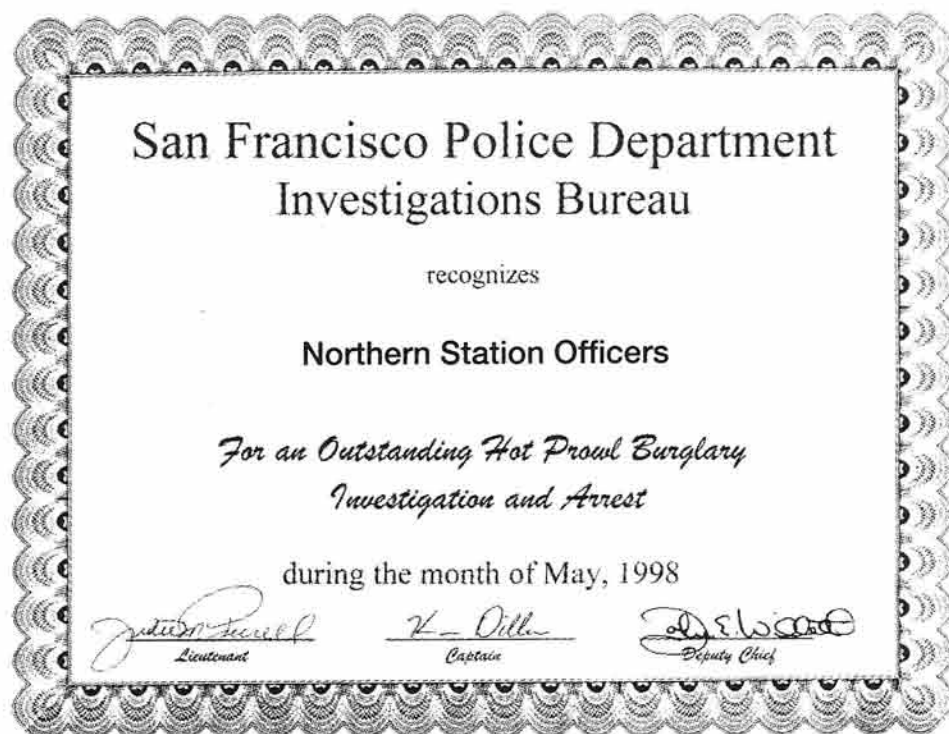 San Francisco Police Department
Investigations Bureau
recognizes
Northern Station Officers
For an Outstanding Hot Prowl Burglary
Investigation and Arrest
during the month of May, 1998
Lieutenant Captain Deputy Chief